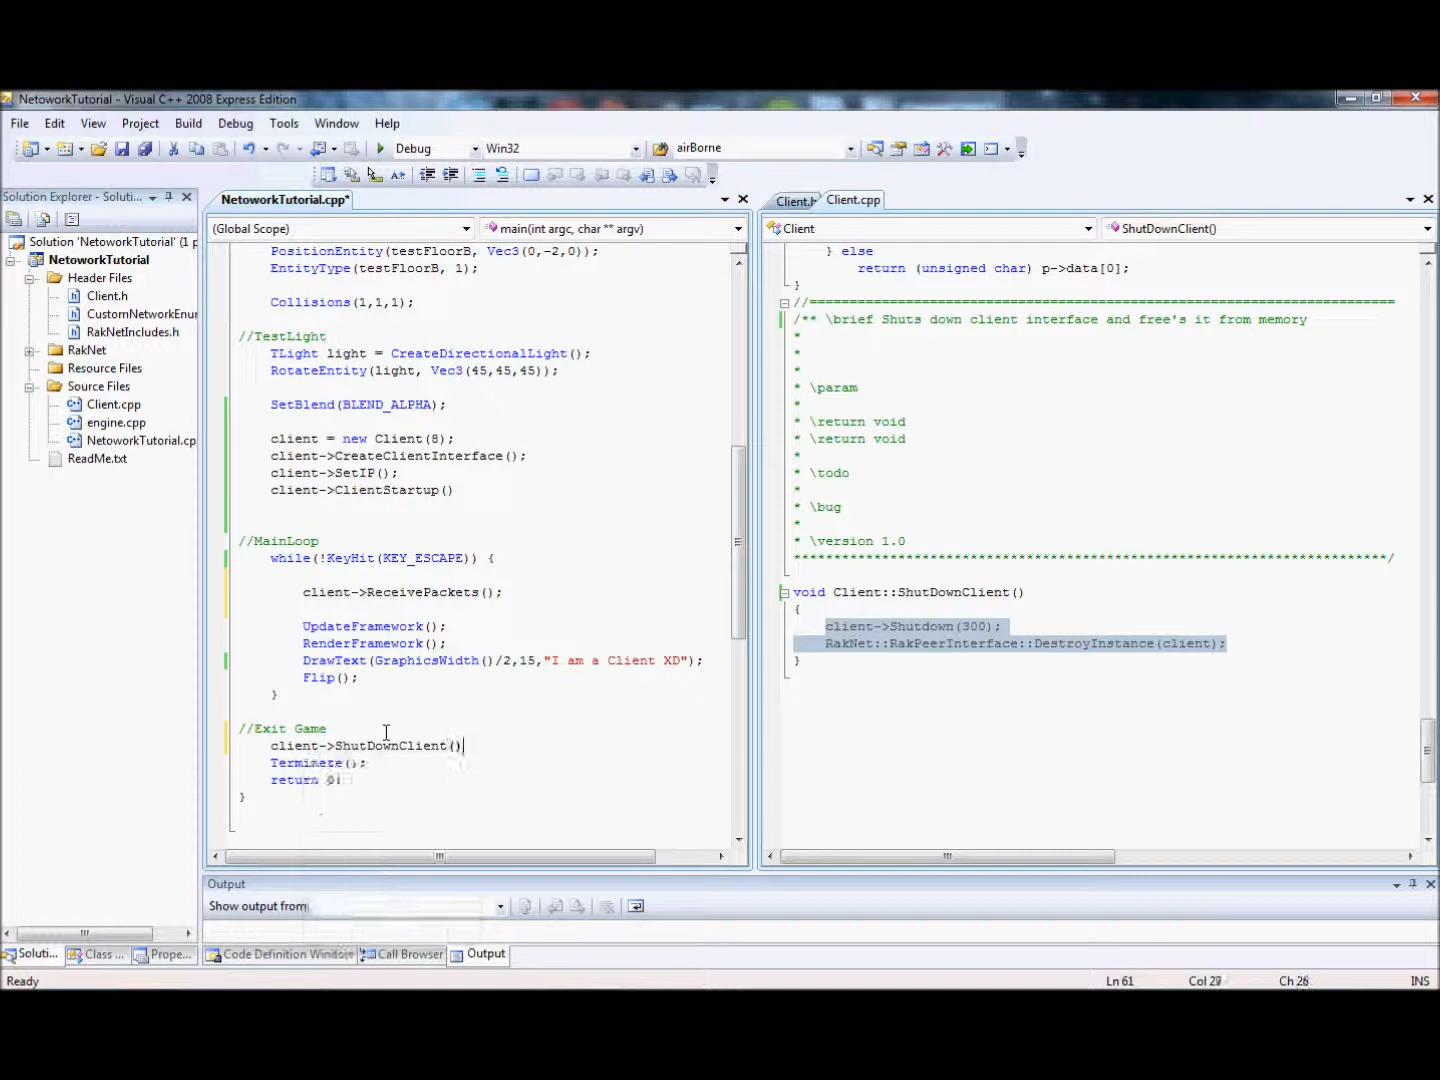 NetoworkTutorial - Visual C++ 2008 Express Edition
File Edit View Project Build Debug Tools Window Help
Debug Win32 airBorne
Solution Explorer - Soluti...
NetoworkTutorial.cpp*
Client.h Client.cpp
(Global Scope) main(int argc, char ** argv)
Client ShutDownClient()
Solution 'NetoworkTutorial' (1 p
NetoworkTutorial
Header Files
Client.h
CustomNetworkEnum
RakNetIncludes.h
RakNet
Resource Files
Source Files
Client.cpp
engine.cpp
NetoworkTutorial.cp
ReadMe.txt
PositionEntity(testFloorB, Vec3(0,-2,0));
EntityType(testFloorB, 1);
Collisions(1,1,1);
//TestLight
TLight light = CreateDirectionalLight();
RotateEntity(light, Vec3(45,45,45));
SetBlend(BLEND_ALPHA);
client = new Client(8);
client->CreateClientInterface();
client->SetIP();
client->ClientStartup()
//MainLoop
while(!KeyHit(KEY_ESCAPE)) {
client->ReceivePackets();
UpdateFramework();
RenderFramework();
DrawText(GraphicsWidth()/2,15,"I am a Client XD");
Flip();
}
//Exit Game
client->ShutDownClient()
return
}
} else
return (unsigned char) p->data[0];
}
//=========================================================================
/** \brief Shuts down client interface and free's it from memory
*
*
*
* \param
*
* \return void
* \return void
*
* \todo
*
* \bug
*
* \version 1.0
**************************************************************************/
void Client::ShutDownClient()
{
client->Shutdown(300);
RakNet::RakPeerInterface::DestroyInstance(client);
}
Output
Show output from
Soluti... Class ... Prope...
Code Definition Window Call Browser Output
Ready Ln 61 INS